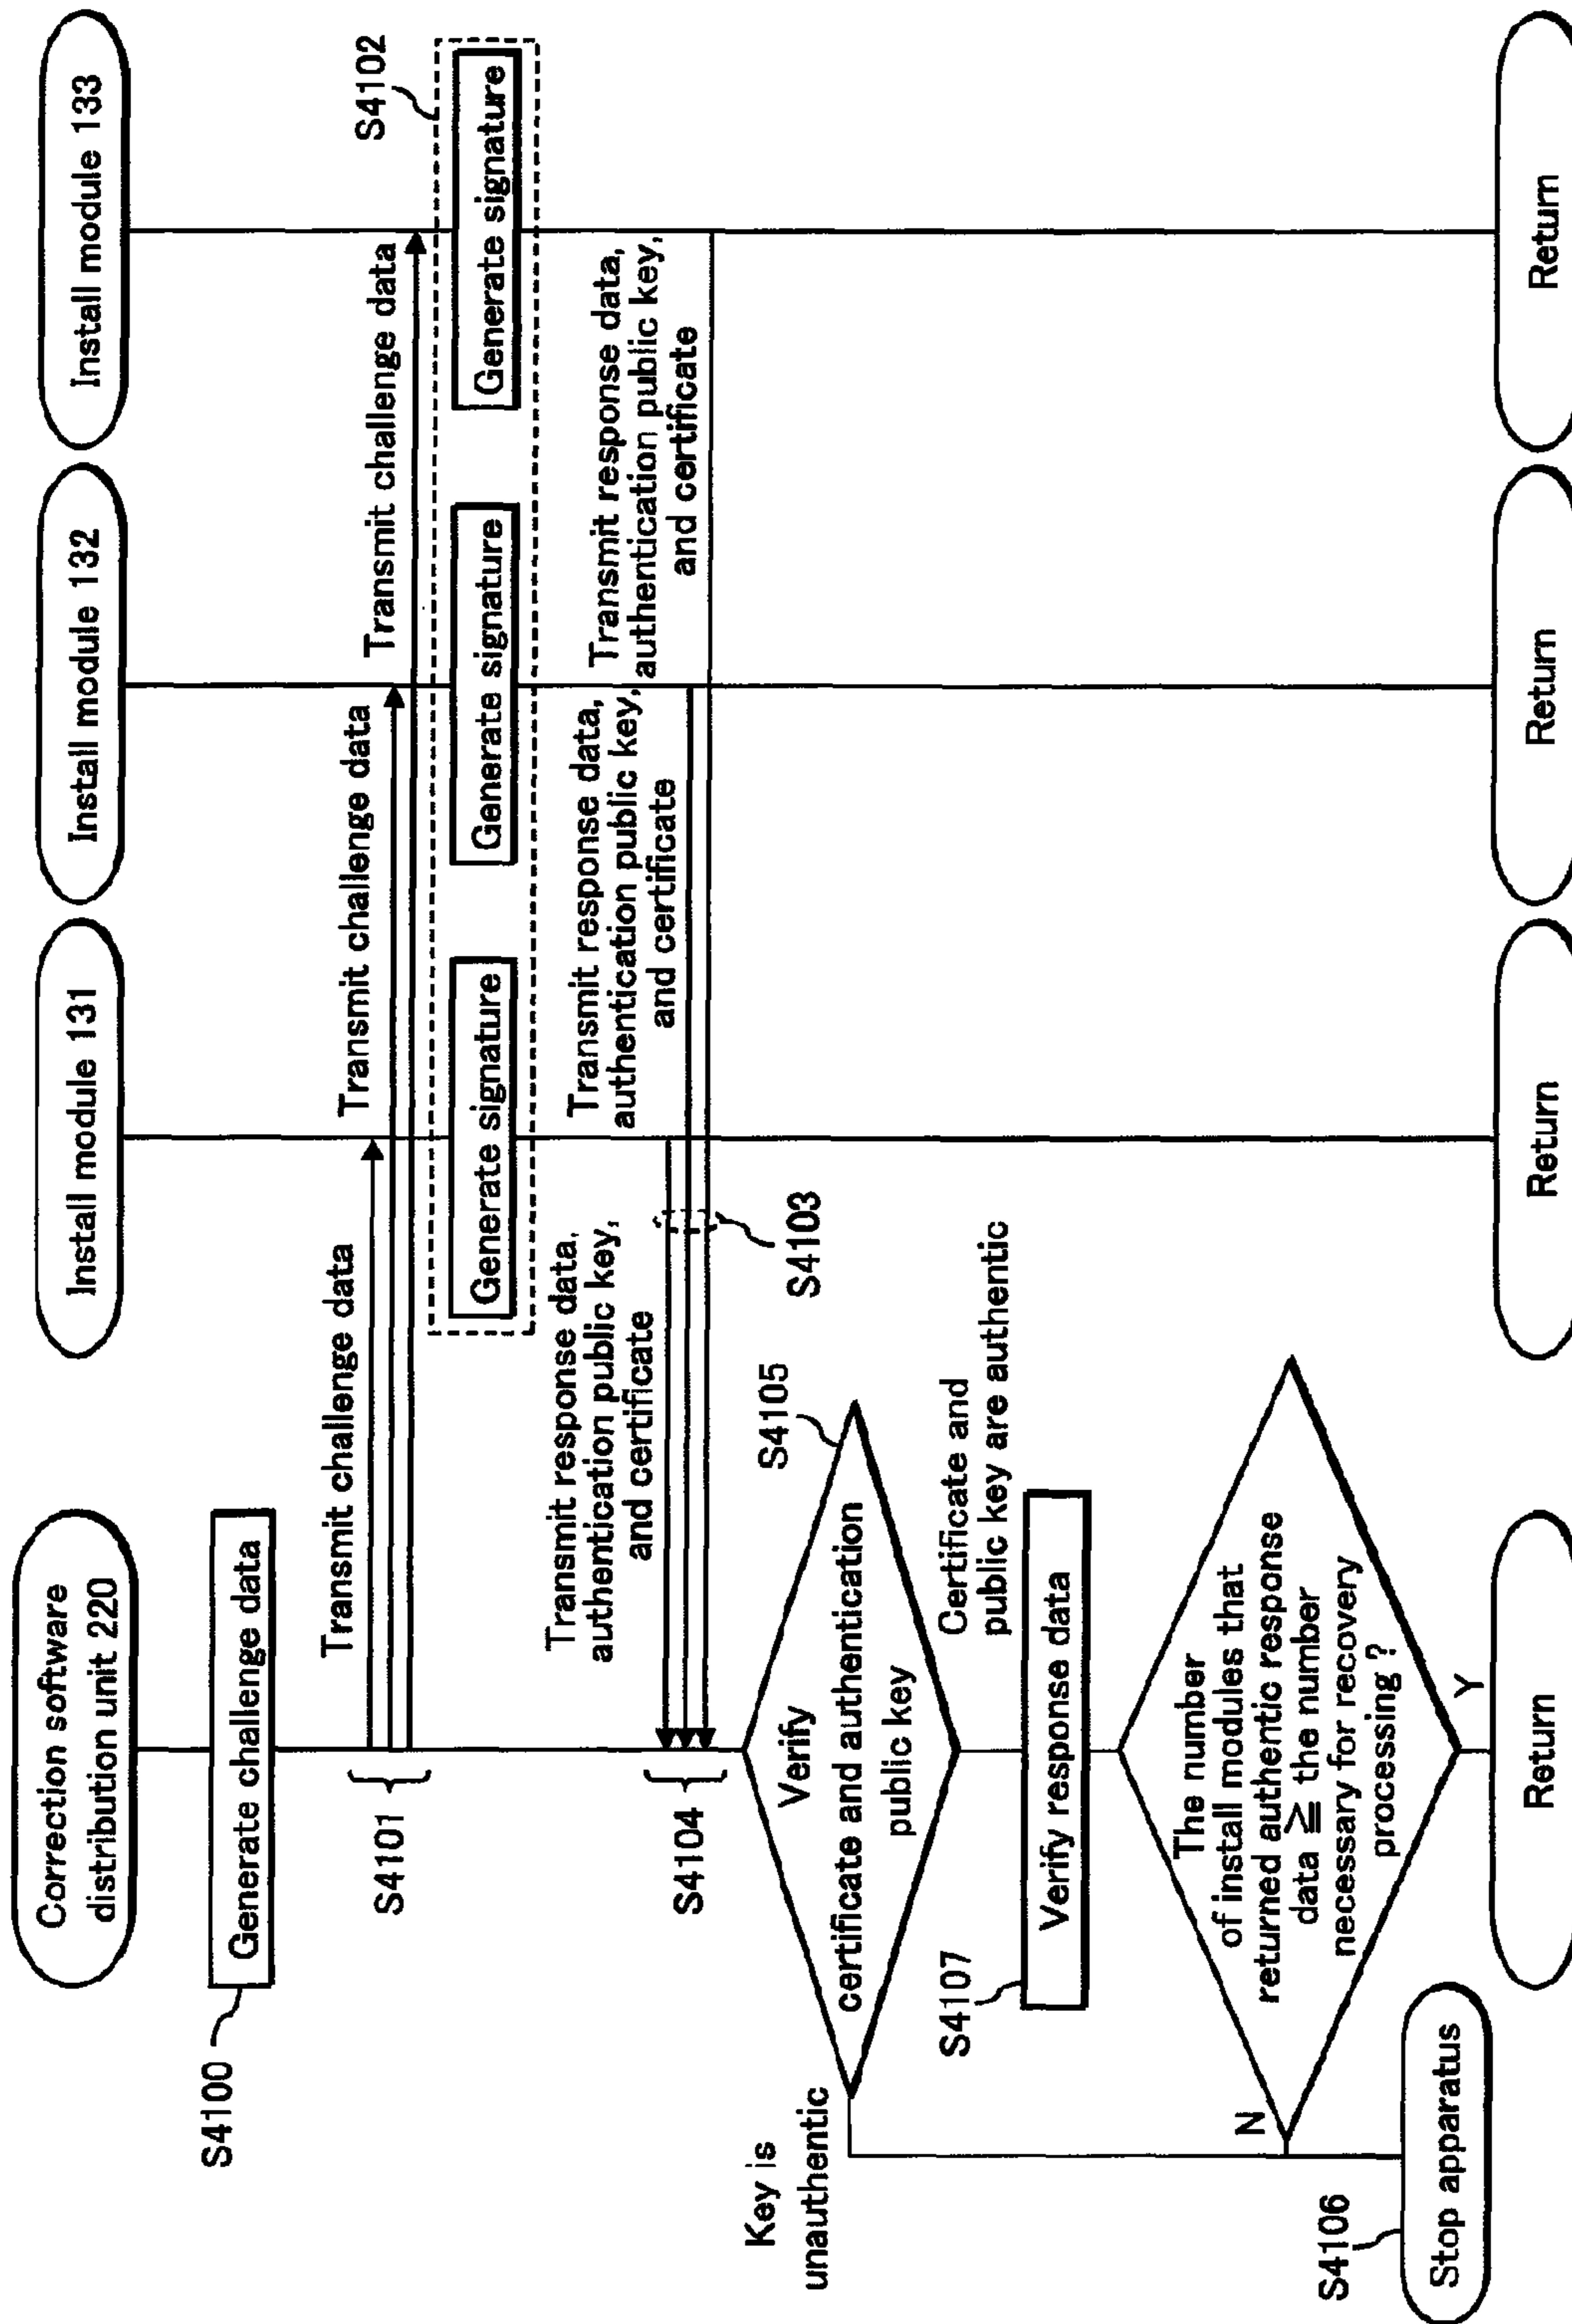 Correction software
distribution unit 220
Install module 131
Install module 132
Install module 133
S4100
Generate challenge data
Transmit challenge data
Transmit challenge data
Transmit challenge data
S4101
S4102
Generate signature
Generate signature
Generate signature
Transmit response data,
authentication public key,
and certificate
Transmit response data,
authentication public key,
and certificate
Transmit response data,
authentication public key,
and certificate
S4103
S4104
S4105
Verify
certificate and authentication
public key
Key is
unauthentic
Certificate and
public key are authentic
S4107
Verify response data
The number
of install modules that
returned authentic response
data ≧ the number
necessary for recovery
processing ?
N
Y
S4106
Stop apparatus
Return
Return
Return
Return